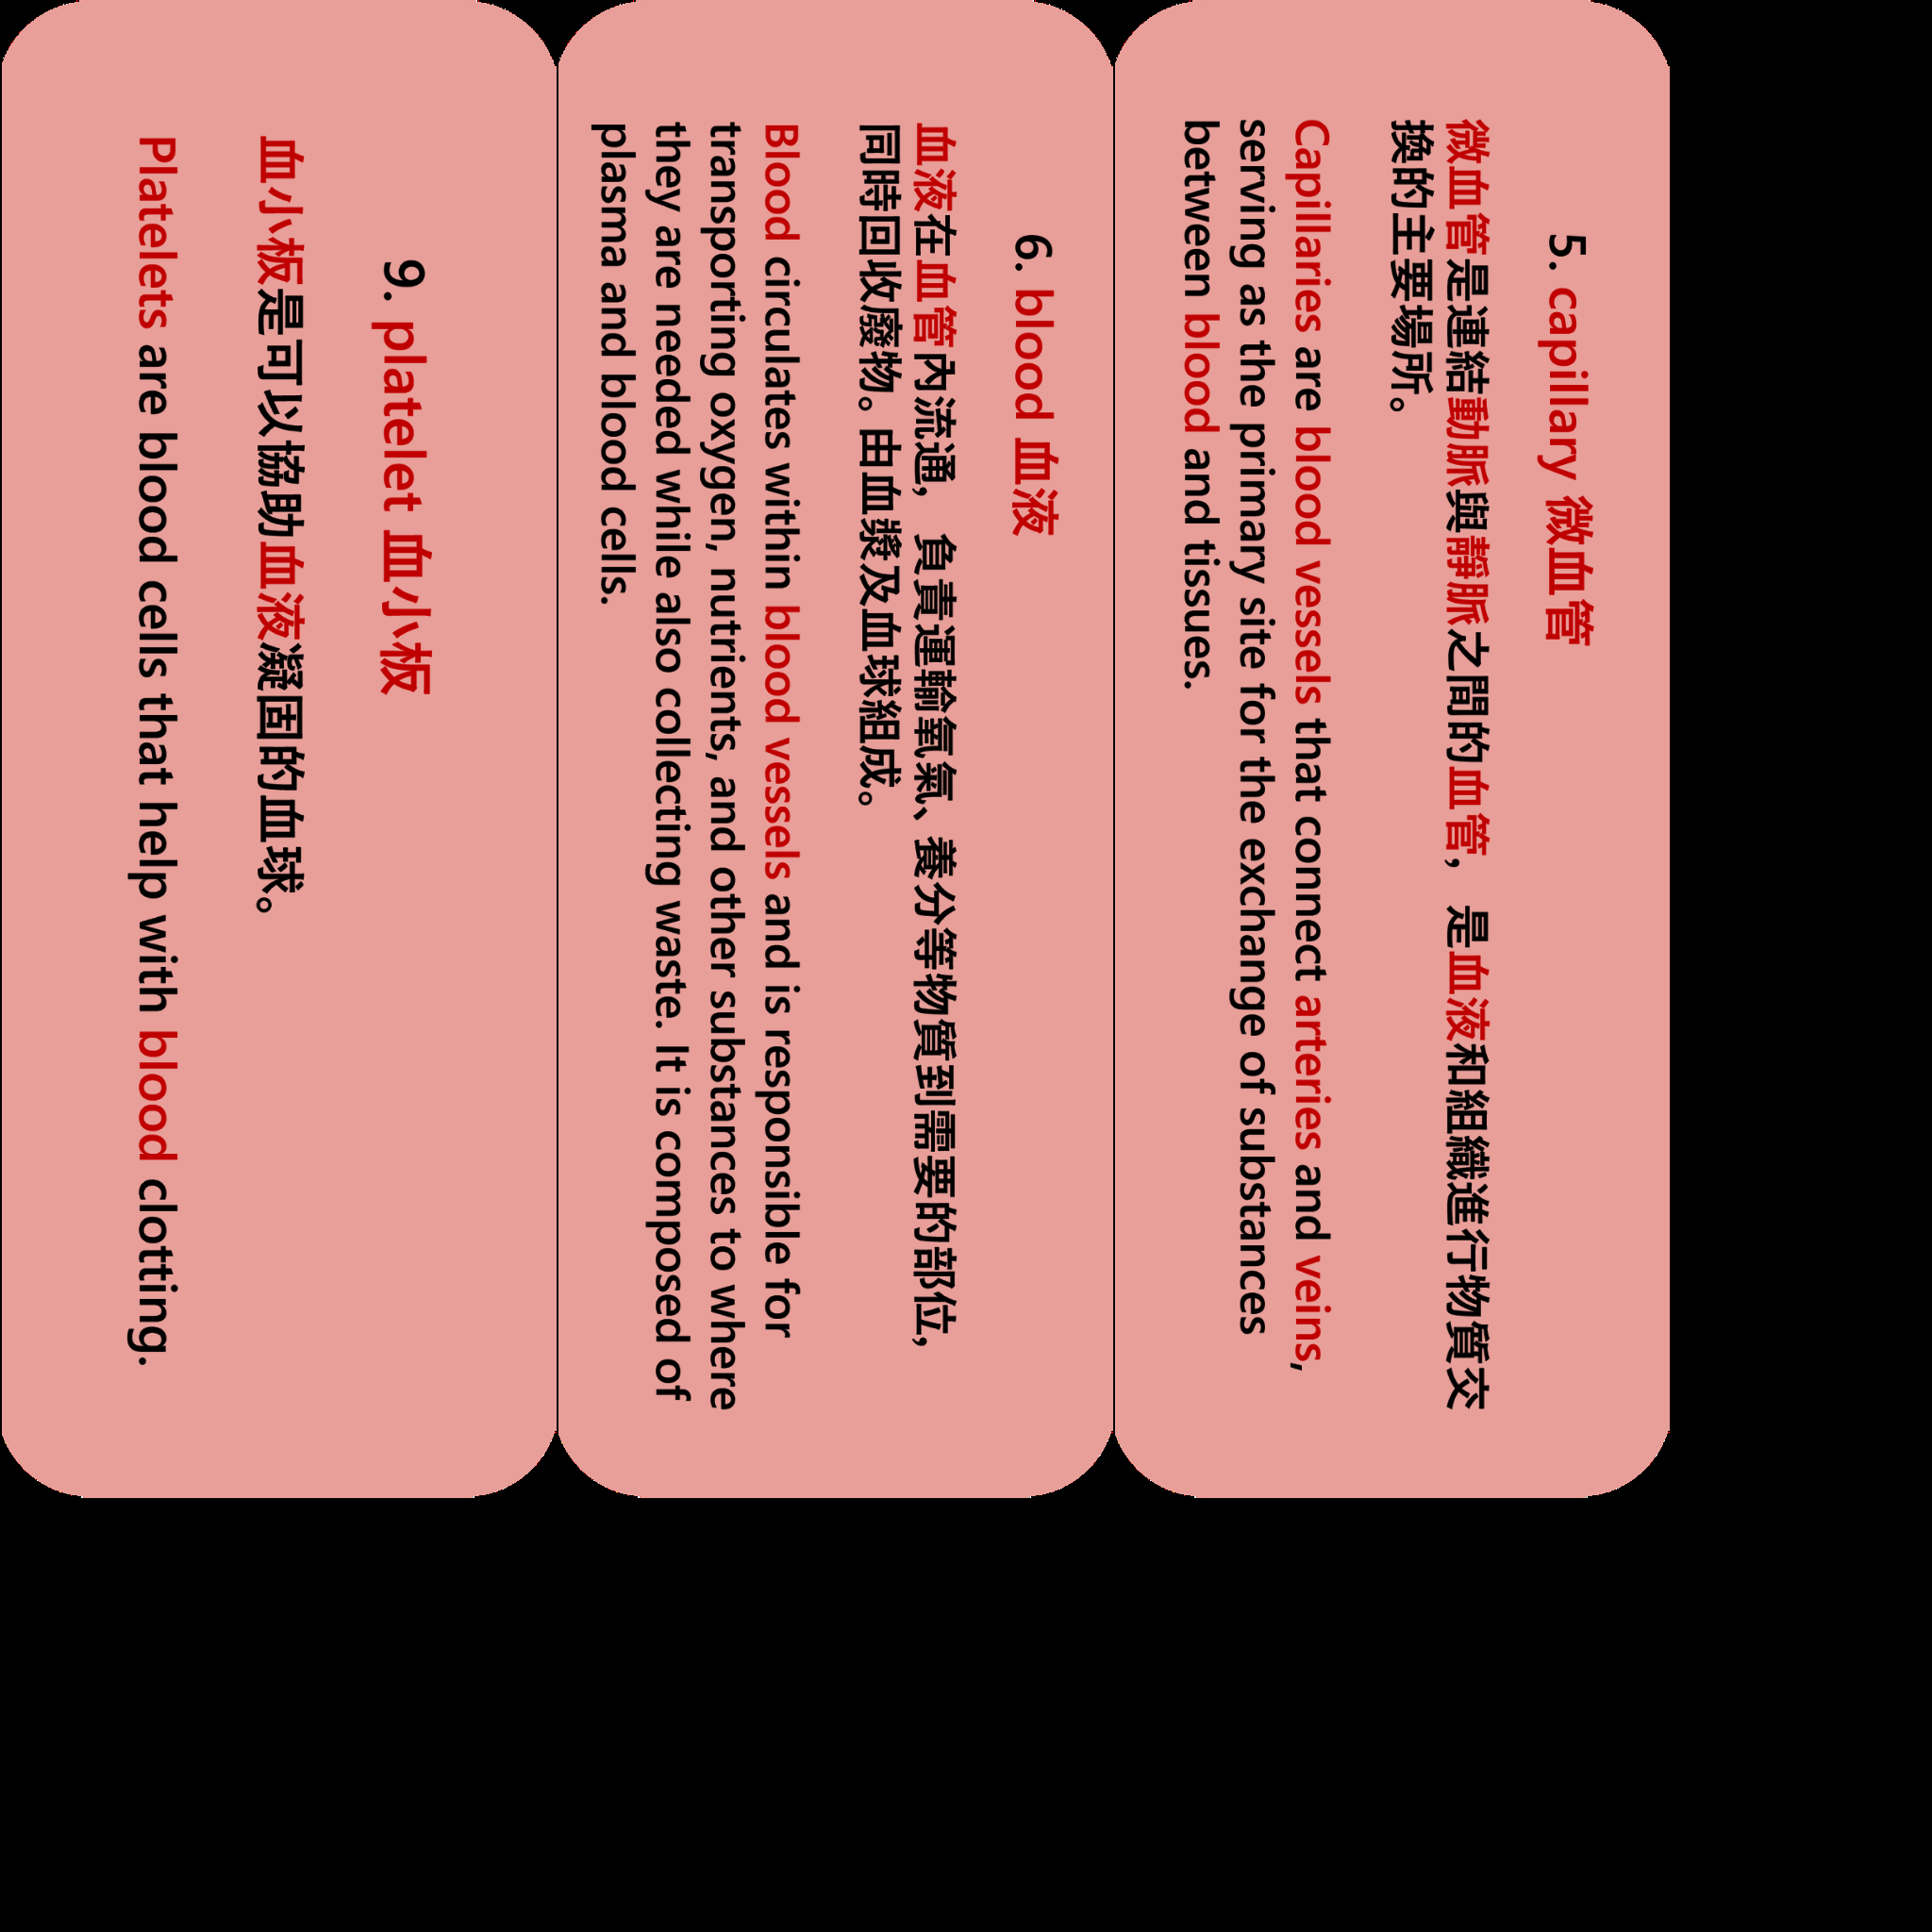 5. capillary 微血管
微血管是連結動脈與靜脈之間的血管，是血液和組織進行物質交
換的主要場所。
Capillaries are blood vessels that connect arteries and veins,
serving as the primary site for the exchange of substances
between blood and tissues.
6. blood 血液
血液在血管內流通，負責運輸氧氣、養分等物質到需要的部位，
同時回收廢物。由血漿及血球組成。
Blood circulates within blood vessels and is responsible for
transporting oxygen, nutrients, and other substances to where
they are needed while also collecting waste. It is composed of
plasma and blood cells.
9. platelet 血小板
血小板是可以協助血液凝固的血球。
Platelets are blood cells that help with blood clotting.